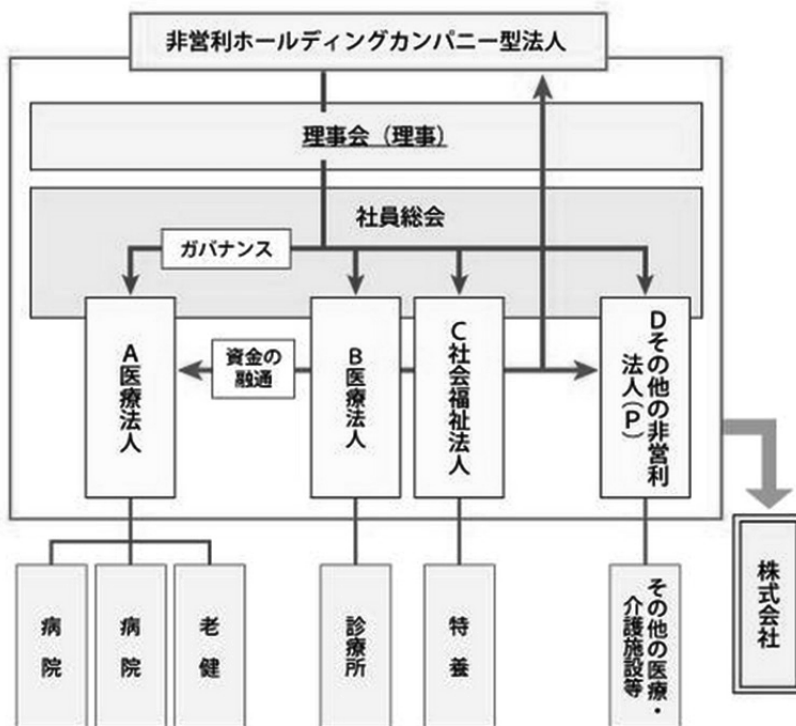 非営利ホールディングカンパニー型法人
理事会（理事）
社員総会
ガバナンス
A医療法人
資金の
融通
B医療法人
C社会福祉法人
Dその他の非営利
法人（P）
病院
病院
老健
診療所
特養
その他の医療・
介護施設等
株式会社